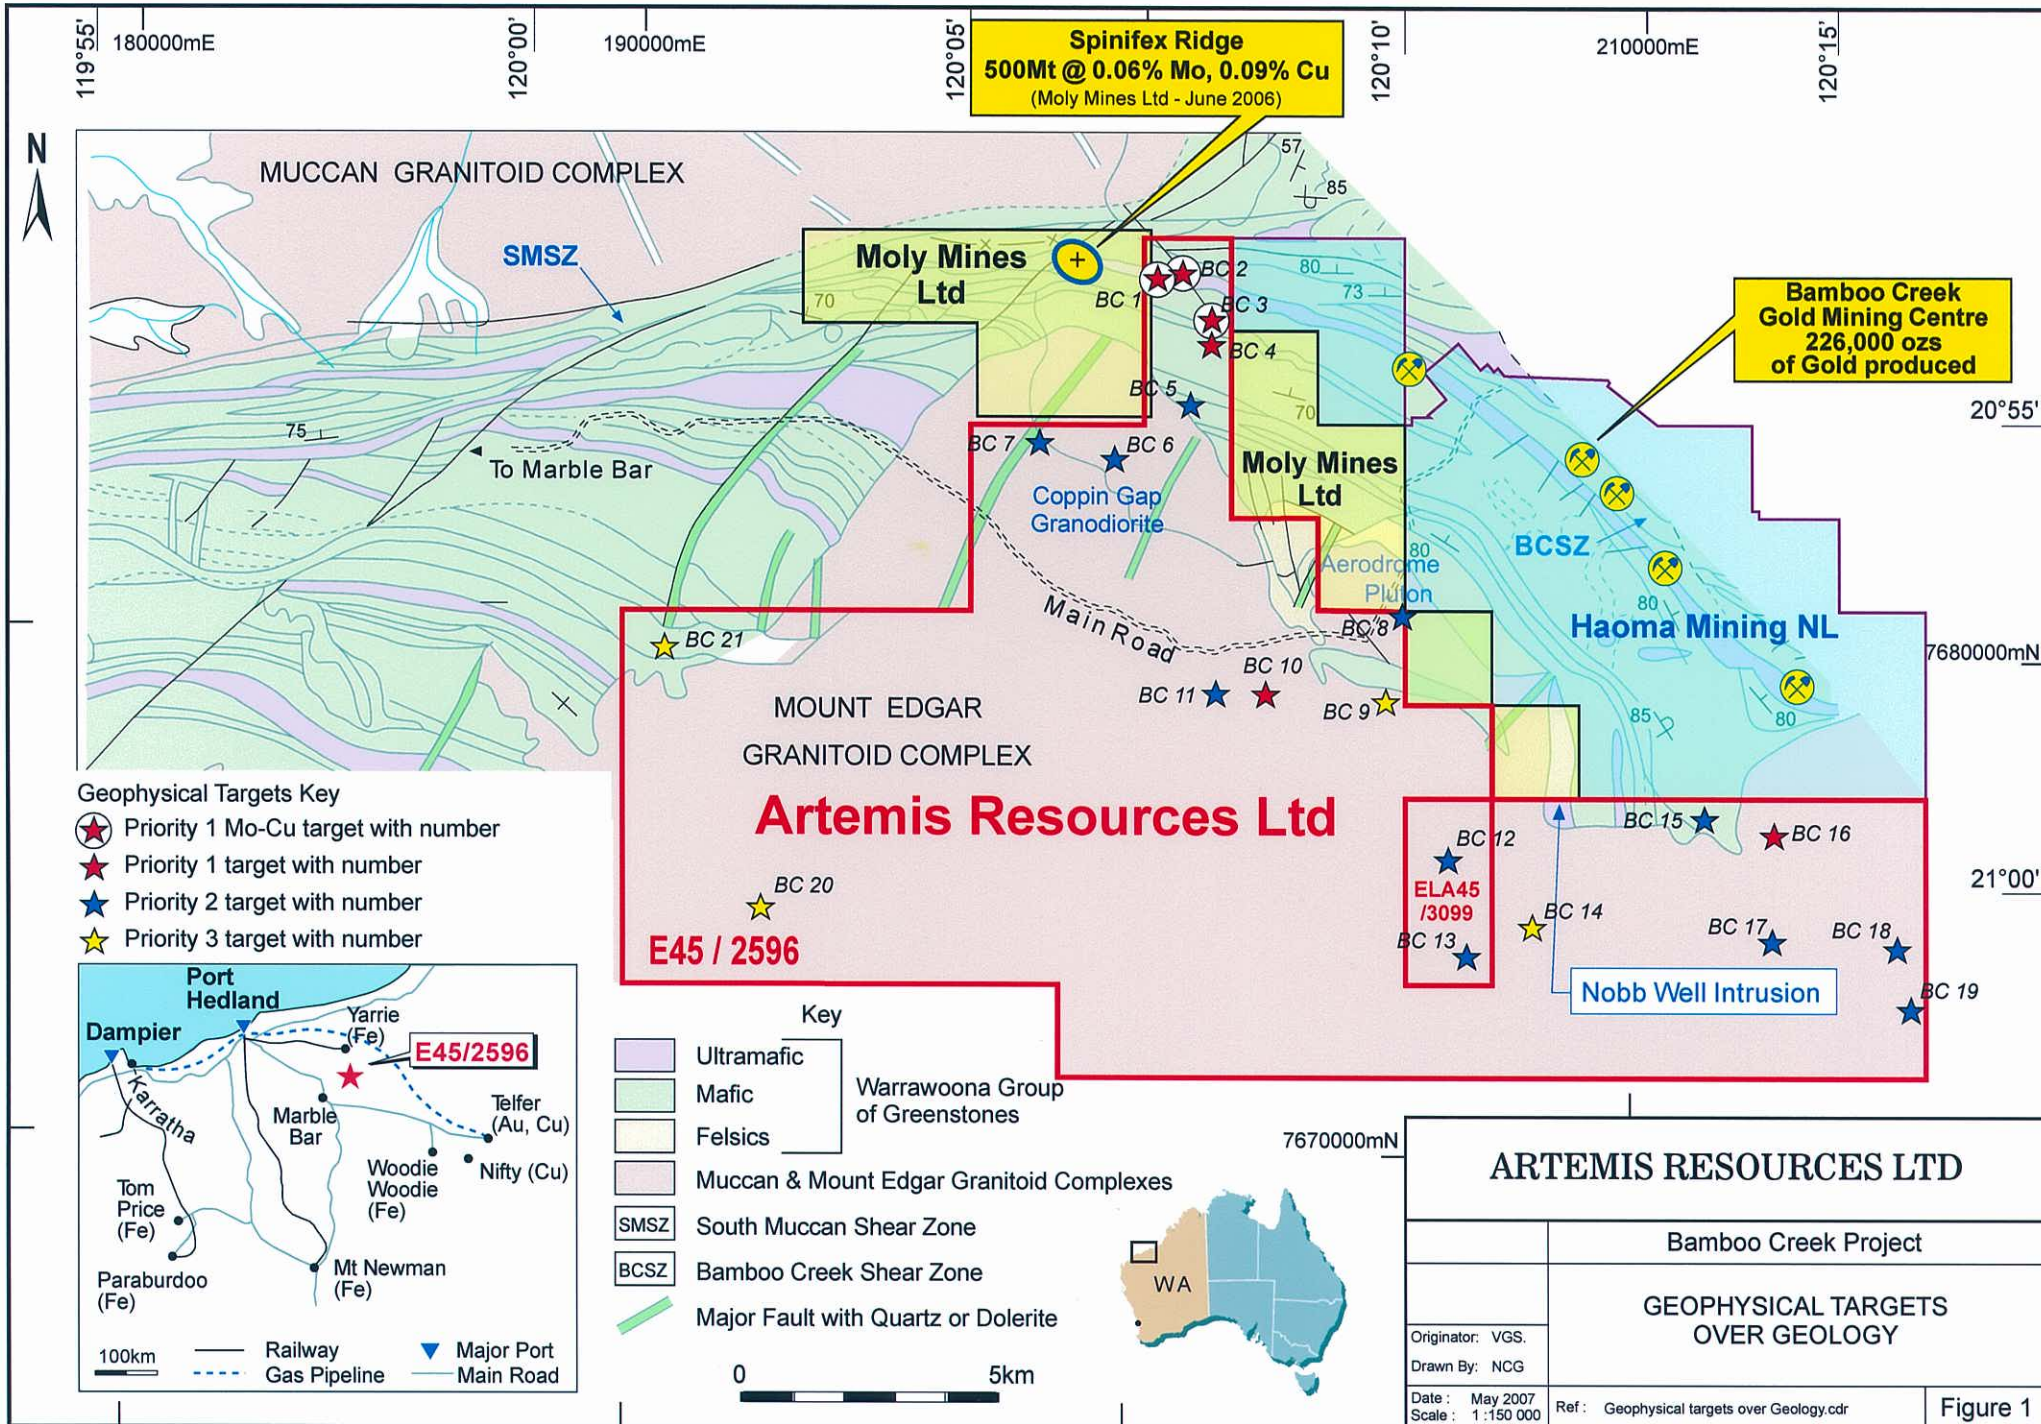 119°55'
180000mE
120°00'
190000mE
120°05'
120°10'
210000mE
120°15'
Spinifex Ridge
500Mt @ 0.06% Mo, 0.09% Cu
(Moly Mines Ltd - June 2006)
N
MUCCAN GRANITOID COMPLEX
57
85
SMSZ
Moly Mines
Ltd
70
BC 1
BC 2
BC 3
BC 4
80
73
Bamboo Creek
Gold Mining Centre
226,000 ozs
of Gold produced
20°55'
BC 5
70
75
To Marble Bar
BC 7
BC 6
Moly Mines
Ltd
Coppin Gap
Granodiorite
BCSZ
80
Aerodrome
Pluton
Main Road
BC 8
80
Haoma Mining NL
7680000mN
BC 21
BC 10
BC 11
BC 9
85
80
MOUNT EDGAR
GRANITOID COMPLEX
Artemis Resources Ltd
BC 12
BC 15
BC 16
ELA45
/3099
21°00'
BC 20
BC 14
BC 13
BC 17
BC 18
E45 / 2596
Nobb Well Intrusion
BC 19
Geophysical Targets Key
Priority 1 Mo-Cu target with number
Priority 1 target with number
Priority 2 target with number
Priority 3 target with number
Port
Hedland
Dampier
Yarrie
(Fe)
E45/2596
Karratha
Marble
Bar
Telfer
(Au, Cu)
Woodie
Woodie
(Fe)
Nifty (Cu)
Tom
Price
(Fe)
Paraburdoo
(Fe)
Mt Newman
(Fe)
100km
Railway
Major Port
Gas Pipeline
Main Road
Key
Ultramafic
Mafic
Felsics
Warrawoona Group
of Greenstones
Muccan & Mount Edgar Granitoid Complexes
SMSZ South Muccan Shear Zone
BCSZ Bamboo Creek Shear Zone
Major Fault with Quartz or Dolerite
0 5km
WA
7670000mN
ARTEMIS RESOURCES LTD
Bamboo Creek Project
GEOPHYSICAL TARGETS
OVER GEOLOGY
Originator: VGS.
Drawn By: NCG
Date : May 2007
Scale : 1 :150 000
Ref : Geophysical targets over Geology.cdr
Figure 1